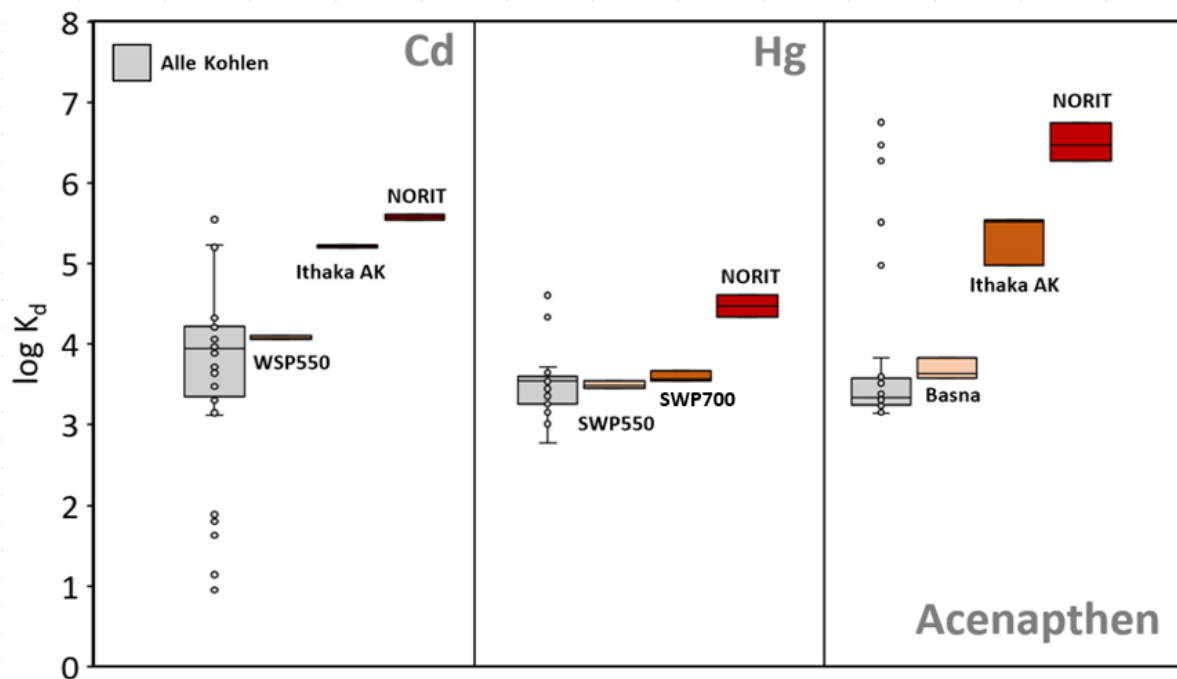 8
7
6
5
4
3
2
1
0
log Kd
Alle Kohlen
Cd
WSP550
Ithaka AK
NORIT
Hg
SWP550
SWP700
NORIT
Acenapthen
Basna
Ithaka AK
NORIT